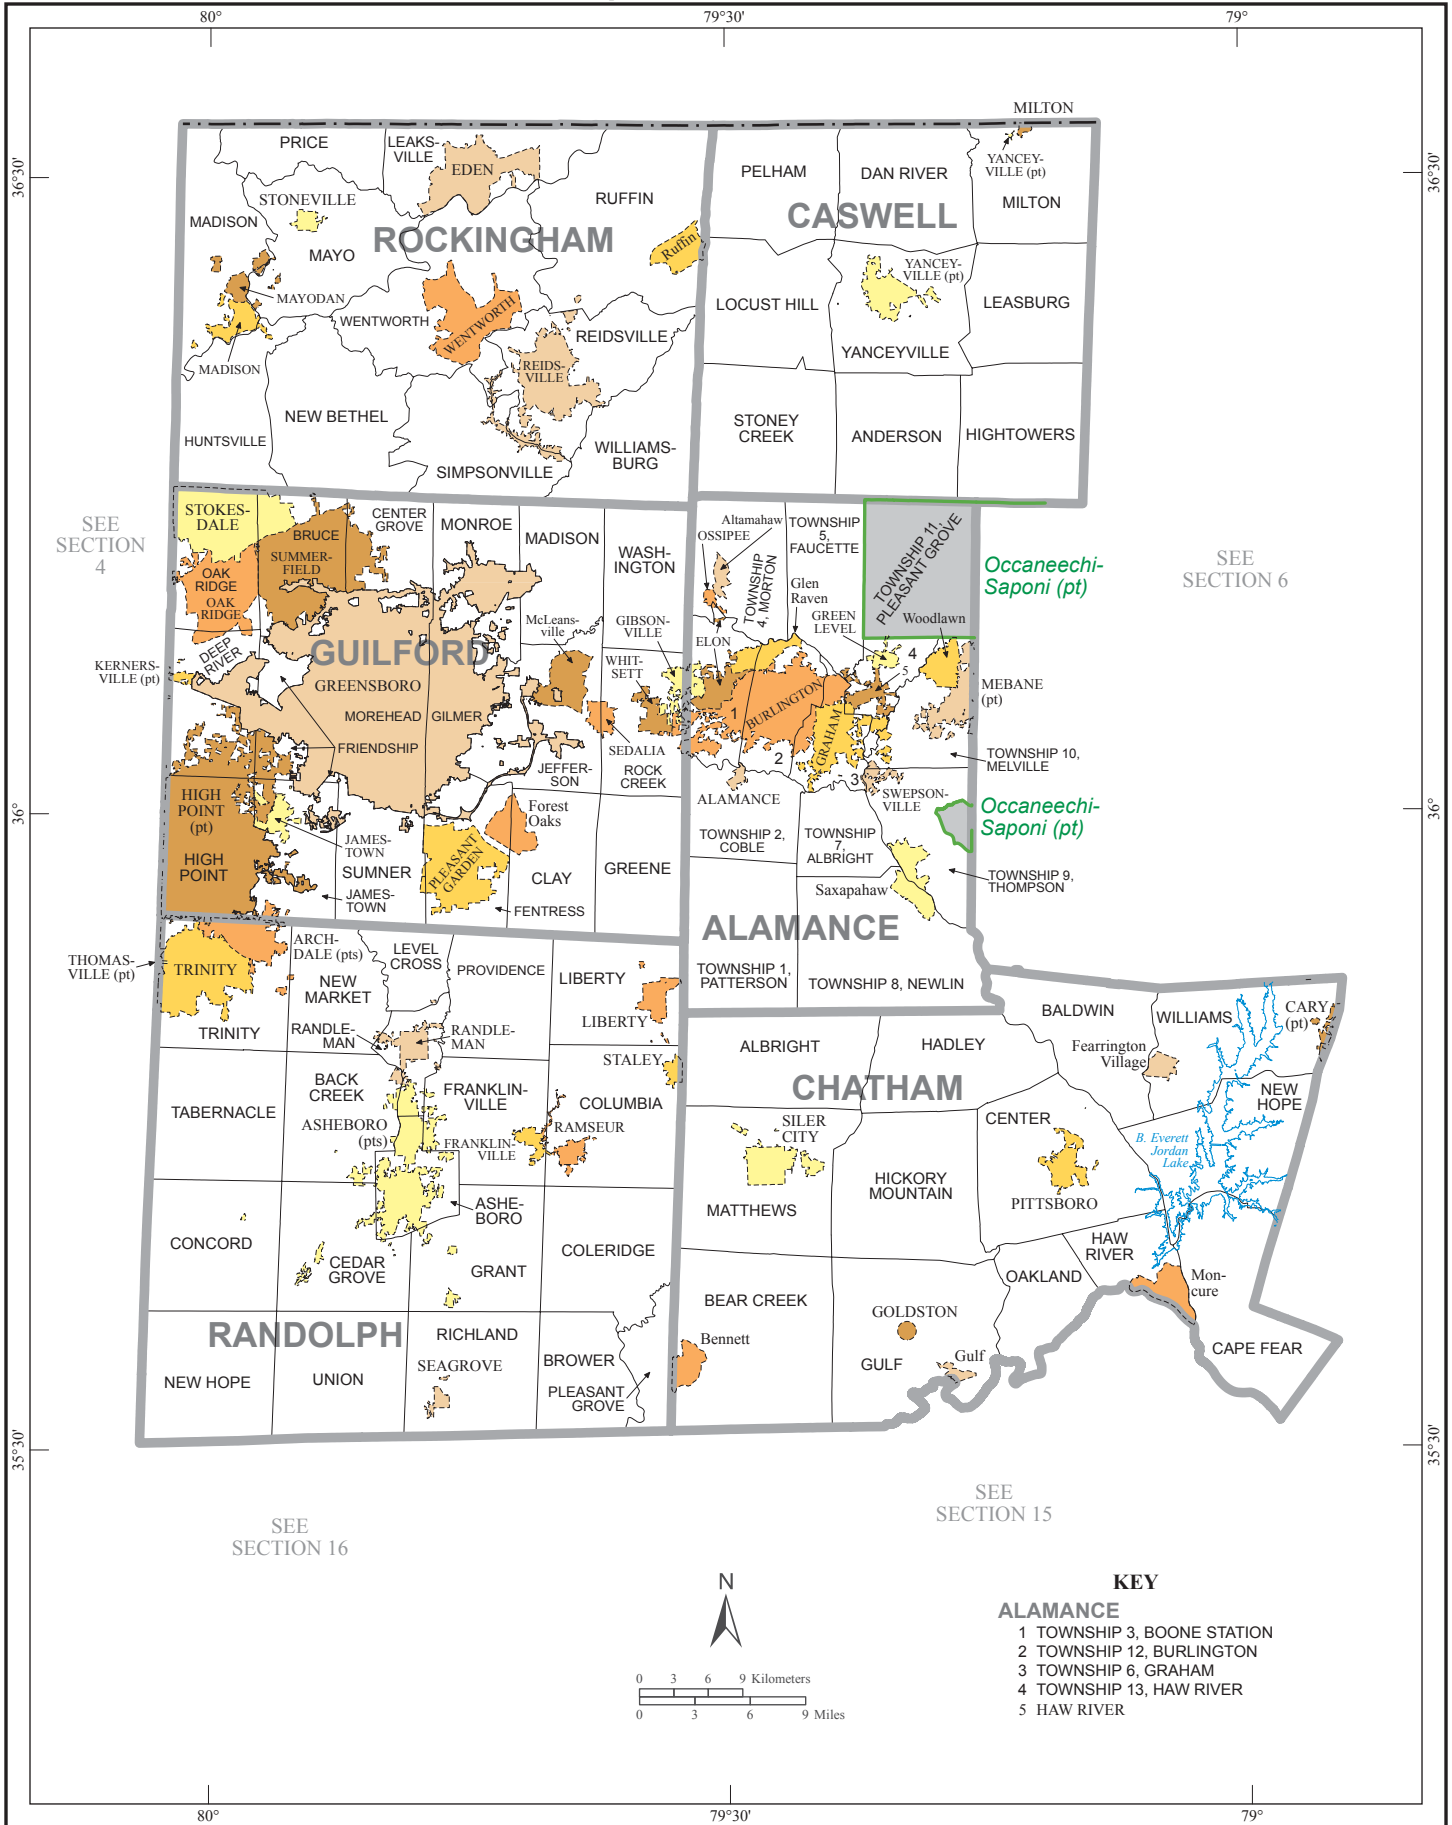 80°
79°30'
79°
MILTON
36°30'
36°30'
PRICE
LEAKS-
VILLE
EDEN
PELHAM
DAN RIVER
YANCEY-
VILLE (pt)
MILTON
STONEVILLE
RUFFIN
MADISON
CASWELL
ROCKINGHAM
Ruffin
MAYO
YANCEY-
VILLE (pt)
MAYODAN
LOCUST HILL
LEASBURG
WENTWORTH
WENTWORTH
REIDSVILLE
YANCEYVILLE
MADISON
REIDS-
VILLE
NEW BETHEL
STONEY
CREEK
ANDERSON
HIGHTOWERS
HUNTSVILLE
WILLIAMS-
BURG
SIMPSONVILLE
SEE
SECTION
4
STOKES-
DALE
BRUCE
CENTER
GROVE
MONROE
MADISON
WASH-
INGTON
Altamahaw
OSSIPEE
TOWNSHIP
5,
FAUCETTE
TOWNSHIP
4, MORTON
TOWNSHIP 11,
PLEASANT GROVE
Occaneechi-
Saponi (pt)
SEE
SECTION 6
SUMMER-
FIELD
OAK
RIDGE
OAK
RIDGE
Glen
Raven
GREEN
LEVEL
Woodlawn
McLeans-
ville
GIBSON-
VILLE
ELON
4
5
DEEP
RIVER
GUILFORD
KERNERS-
VILLE (pt)
WHIT-
SETT
MEBANE
(pt)
GREENSBORO
BURLINGTON
1
MOREHEAD
GILMER
GRAHAM
FRIENDSHIP
SEDALIA
2
TOWNSHIP 10,
MELVILLE
JEFFER-
SON
ROCK
CREEK
3
SWEPSON-
VILLE
ALAMANCE
HIGH
POINT
(pt)
36°
36°
Forest
Oaks
Occaneechi-
Saponi (pt)
JAMES-
TOWN
TOWNSHIP 2,
COBLE
TOWNSHIP
7,
ALBRIGHT
HIGH
POINT
SUMNER
PLEASANT
GARDEN
CLAY
GREENE
Saxapahaw
TOWNSHIP 9,
THOMPSON
JAMES-
TOWN
FENTRESS
ALAMANCE
ARCH-
DALE (pts)
LEVEL
CROSS
THOMAS-
VILLE (pt)
TRINITY
PROVIDENCE
LIBERTY
TOWNSHIP 1,
PATTERSON
TOWNSHIP 8, NEWLIN
NEW
MARKET
LIBERTY
BALDWIN
WILLIAMS
CARY
(pt)
TRINITY
RANDLE-
MAN
RANDLE-
MAN
ALBRIGHT
HADLEY
Fearrington
Village
STALEY
BACK
CREEK
CHATHAM
NEW
HOPE
TABERNACLE
FRANKLIN-
VILLE
COLUMBIA
ASHEBORO
(pts)
FRANKLIN-
VILLE
RAMSEUR
SILER
CITY
CENTER
B. Everett
Jordan
Lake
HICKORY
MOUNTAIN
PITTSBORO
ASHE-
BORO
MATTHEWS
CONCORD
CEDAR
GROVE
GRANT
COLERIDGE
HAW
RIVER
OAKLAND
Mon-
cure
BEAR CREEK
GOLDSTON
RANDOLPH
RICHLAND
Bennett
CAPE FEAR
SEAGROVE
BROWER
GULF
Gulf
NEW HOPE
UNION
PLEASANT
GROVE
35°30'
35°30'
SEE
SECTION 15
SEE
SECTION 16
N
0 3 6 9 Kilometers
0 3 6 9 Miles
KEY
ALAMANCE
1 TOWNSHIP 3, BOONE STATION
2 TOWNSHIP 12, BURLINGTON
3 TOWNSHIP 6, GRAHAM
4 TOWNSHIP 13, HAW RIVER
5 HAW RIVER
80°
79°30'
79°